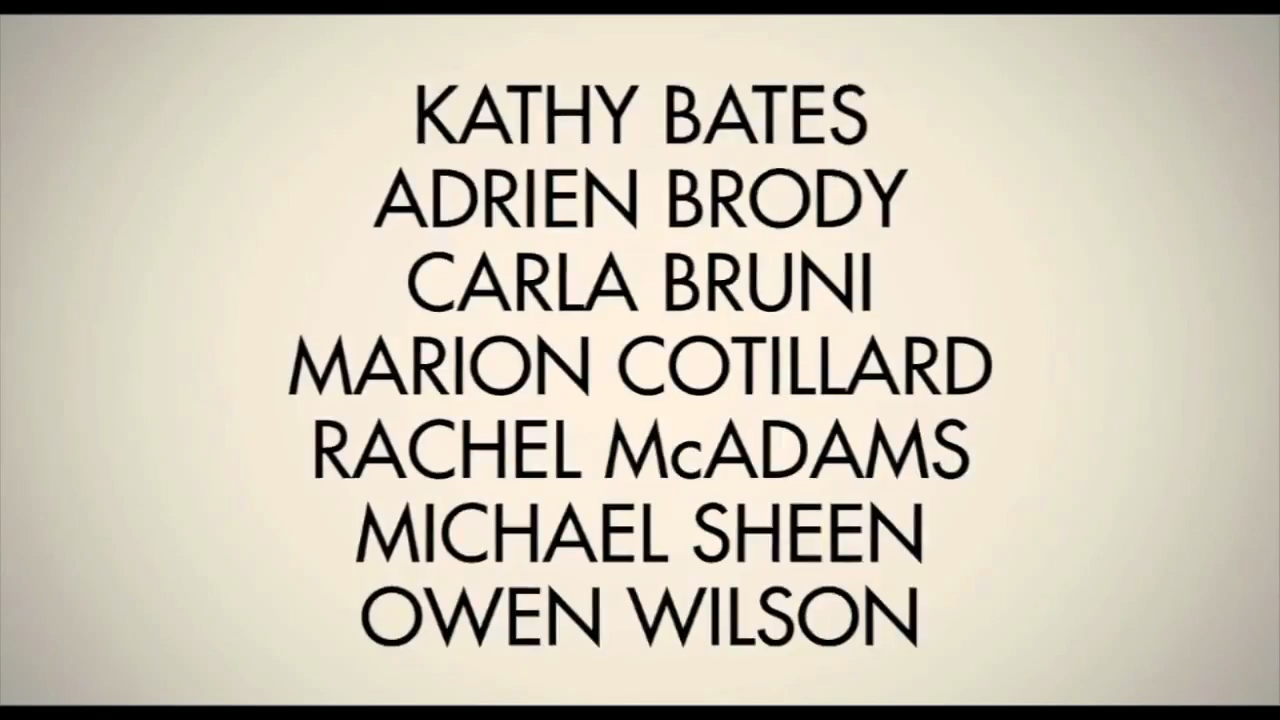 KATHY BATES
ADRIEN BRODY
CARLA BRUNI
MARION COTILLARD
RACHEL McADAMS
MICHAEL SHEEN
OWEN WILSON